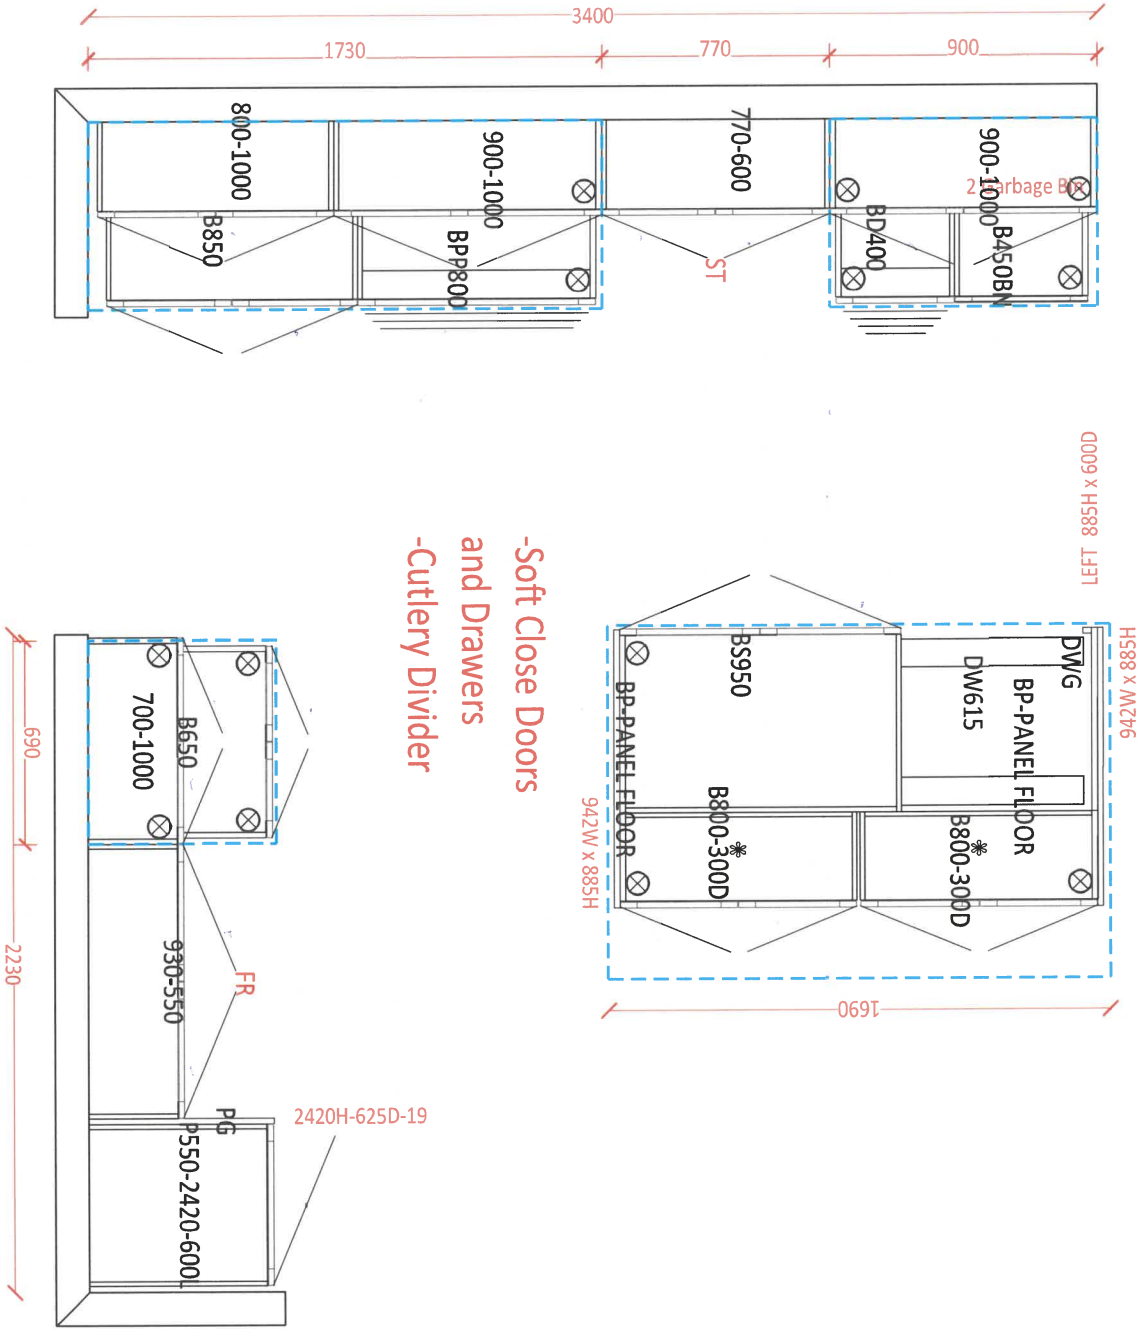 3400
1730
770
900
800-1000
900-1000
770-600
900-1000
2 Garbage Bin
B850
BPP800
ST
BD400
B450BN
LEFT 885H x 600D
942W x 885H
-Soft Close Doors
and Drawers
-Cutlery Divider
BS950
DWG
DW615
BP-PANEL FLOOR
BP-PANEL FLOOR
B800-300D
B800-300D
942W x 885H
1690
690
700-1000
B650
2230
930-550
FR
PG
2420H-625D-19
P550-2420-600L